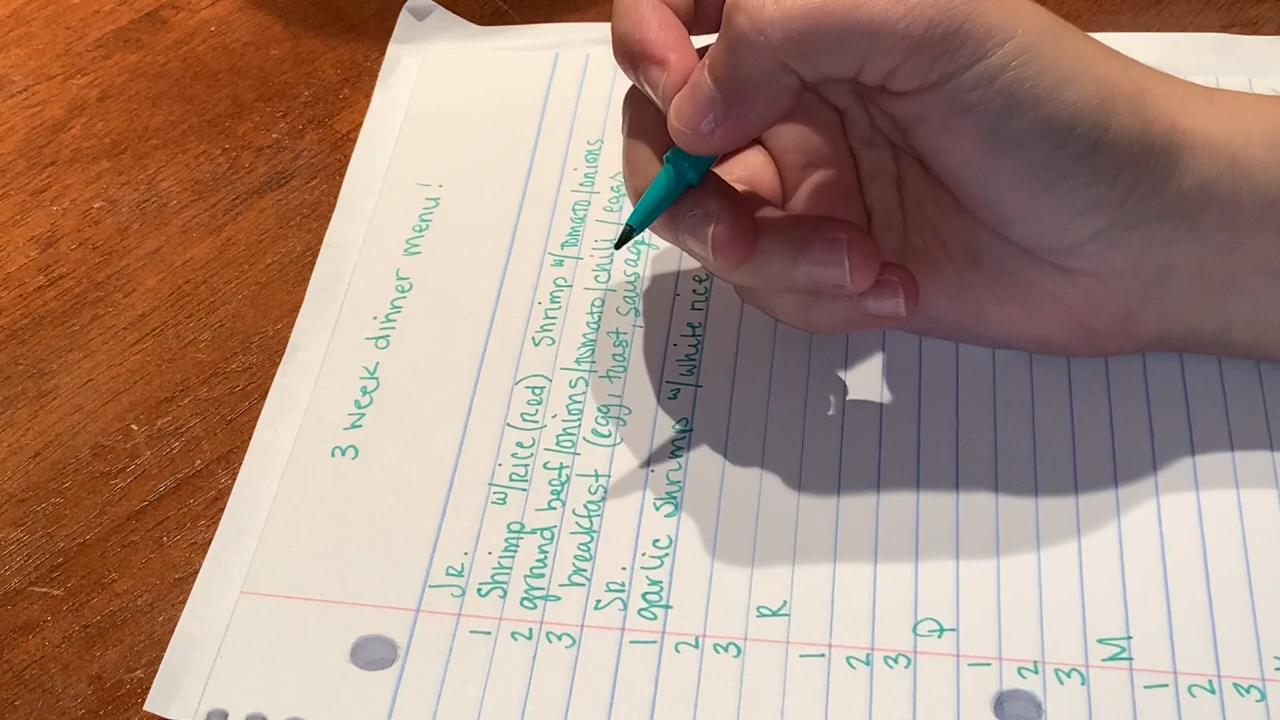 3 week dinner menu!
Jr.
1 Shrimp w/rice (red) Shrimp w/tomato/onions
2 ground beef/onions/tomato/chili/eggs
3 breakfast (egg, toast, sausag
Sr.
1 garlic shrimp w/white rice
2
3
R
1
2
3
P
1
2
3
M
1
2
3